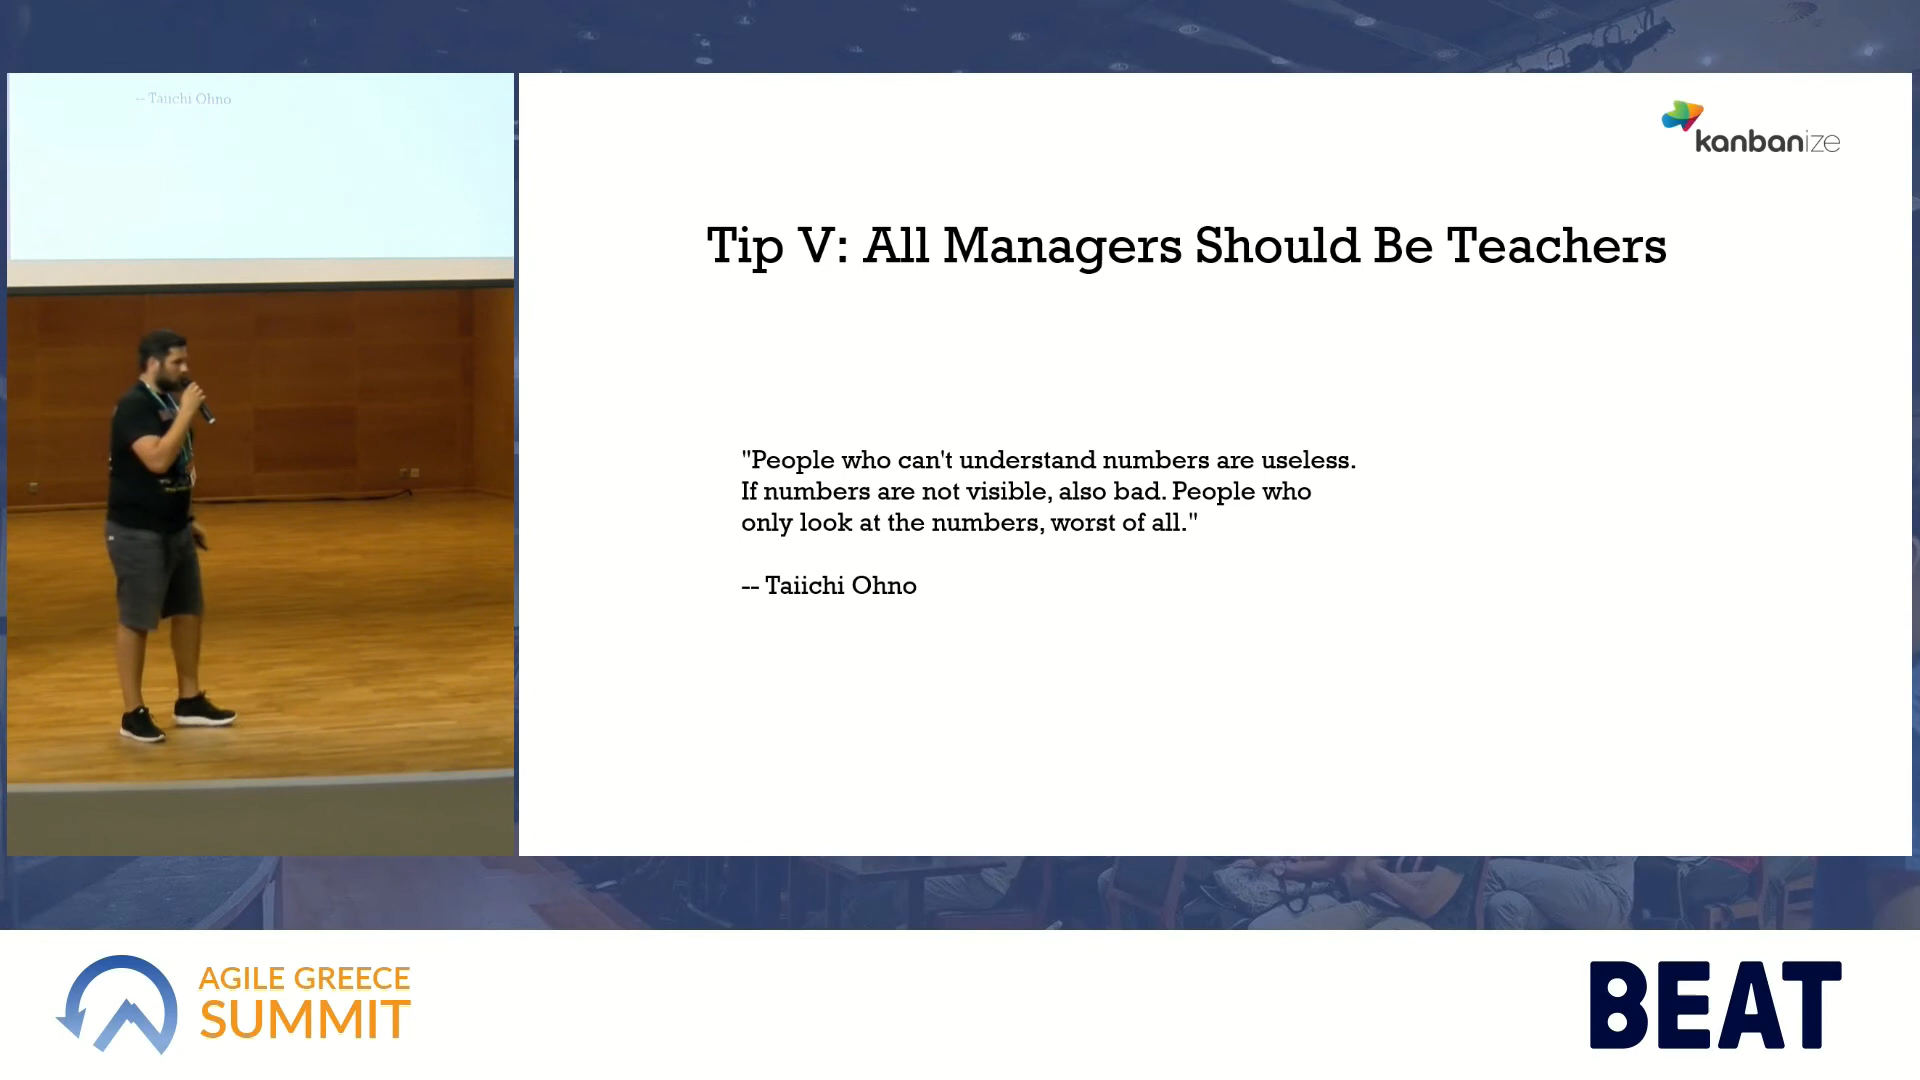 -- Taiichi Ohno
kanbanize
Tip V: All Managers Should Be Teachers
"People who can't understand numbers are useless.
If numbers are not visible, also bad. People who
only look at the numbers, worst of all."
-- Taiichi Ohno
AGILE GREECE
SUMMIT
BEAT